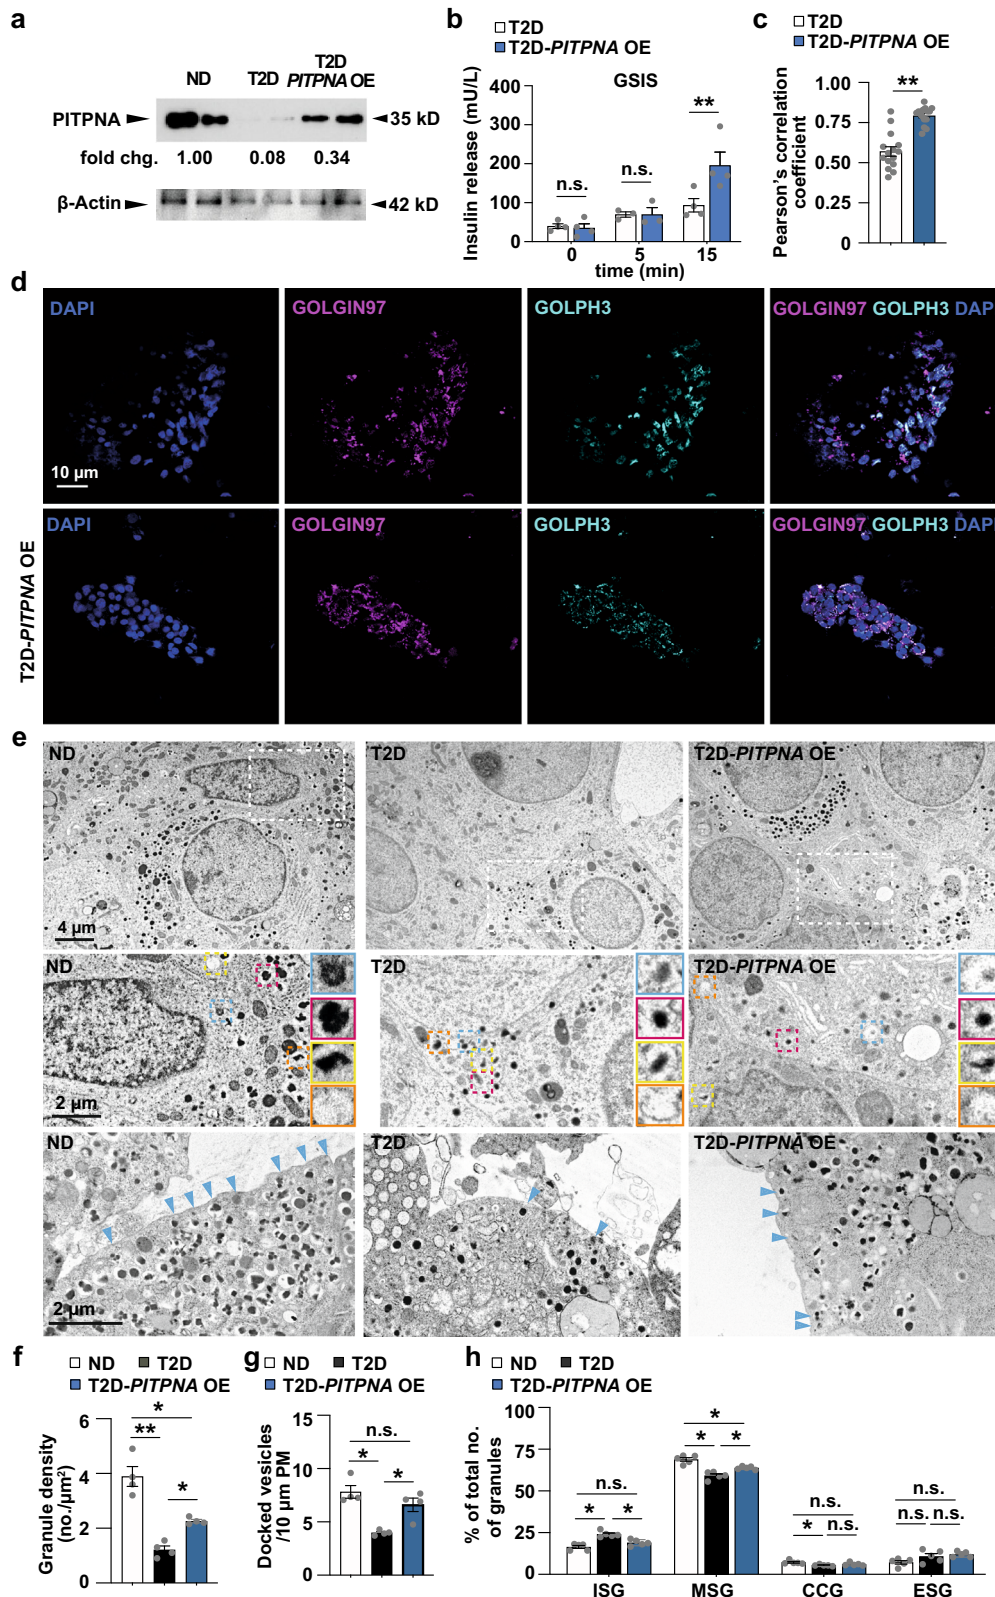 a
ND
T2D
T2D
PITPNA OE
PITPNA
35 kD
fold chg.
1.00
0.08
0.34
β-Actin
42 kD
b
T2D
T2D-PITPNA OE
GSIS
Insulin release (mU/L)
400
300
200
100
0
n.s.
n.s.
**
0
5
15
time (min)
c
T2D
T2D-PITPNA OE
Pearson's correlation
coefficient
1.00
0.75
0.50
0.25
0
**
d
DAPI
GOLGIN97
GOLPH3
GOLGIN97 GOLPH3 DAP
10 µm
T2D-PITPNA OE
DAPI
GOLGIN97
GOLPH3
GOLGIN97 GOLPH3 DAP
e
ND
T2D
T2D-PITPNA OE
4 µm
ND
T2D
T2D-PITPNA OE
2 µm
ND
T2D
T2D-PITPNA OE
2 µm
f
ND
T2D
T2D-PITPNA OE
Granule density
(no./µm²)
6
4
2
0
*
**
*
g
ND
T2D
T2D-PITPNA OE
Docked vesicles
/10 µm PM
15
10
5
0
n.s.
*
*
h
ND
T2D
T2D-PITPNA OE
% of total no.
of granules
100
75
50
25
0
n.s.
*
*
*
*
*
n.s.
*
n.s.
n.s.
n.s.
n.s.
ISG
MSG
CCG
ESG